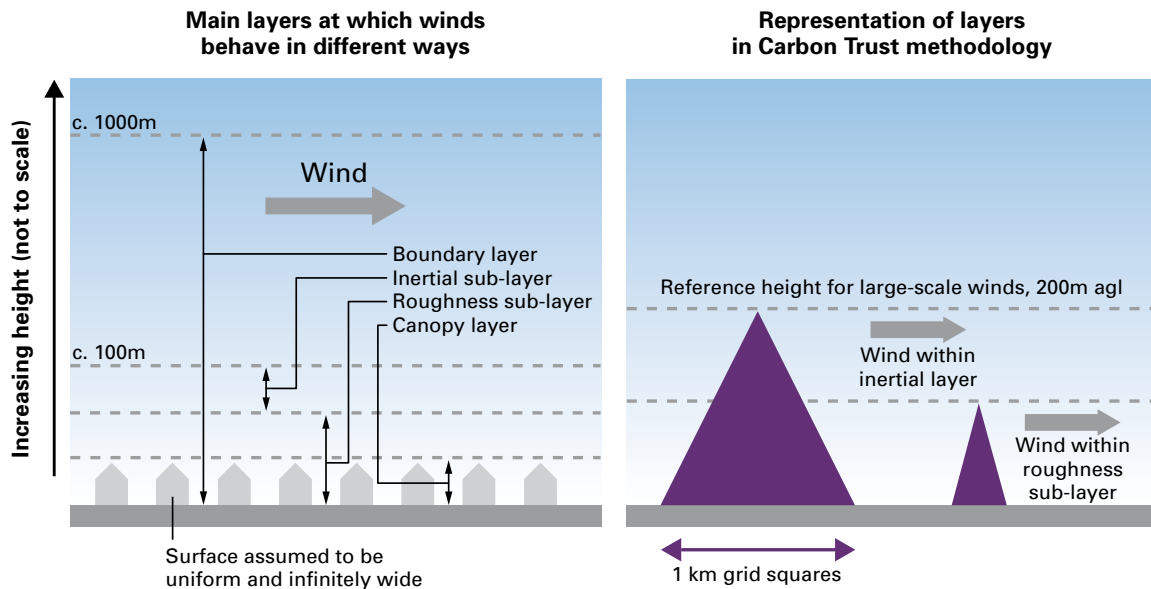 Main layers at which winds
behave in different ways
Increasing height (not to scale)
c. 1000m
Wind
Boundary layer
Inertial sub-layer
Roughness sub-layer
Canopy layer
c. 100m
Surface assumed to be
uniform and infinitely wide
Representation of layers
in Carbon Trust methodology
Reference height for large-scale winds, 200m agl
Wind within
inertial layer
Wind within
roughness
sub-layer
1 km grid squares